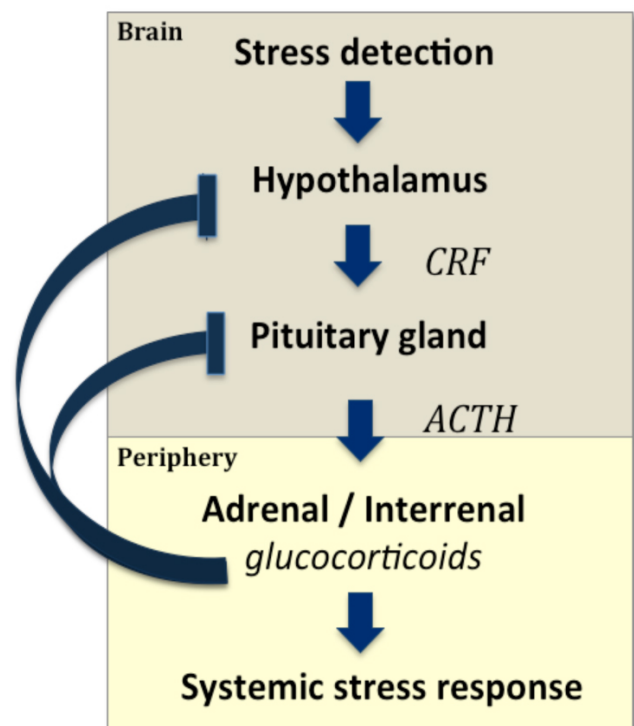 Brain
Stress detection
Hypothalamus
CRF
Pituitary gland
ACTH
Periphery
Adrenal / Interrenal
glucocorticoids
Systemic stress response